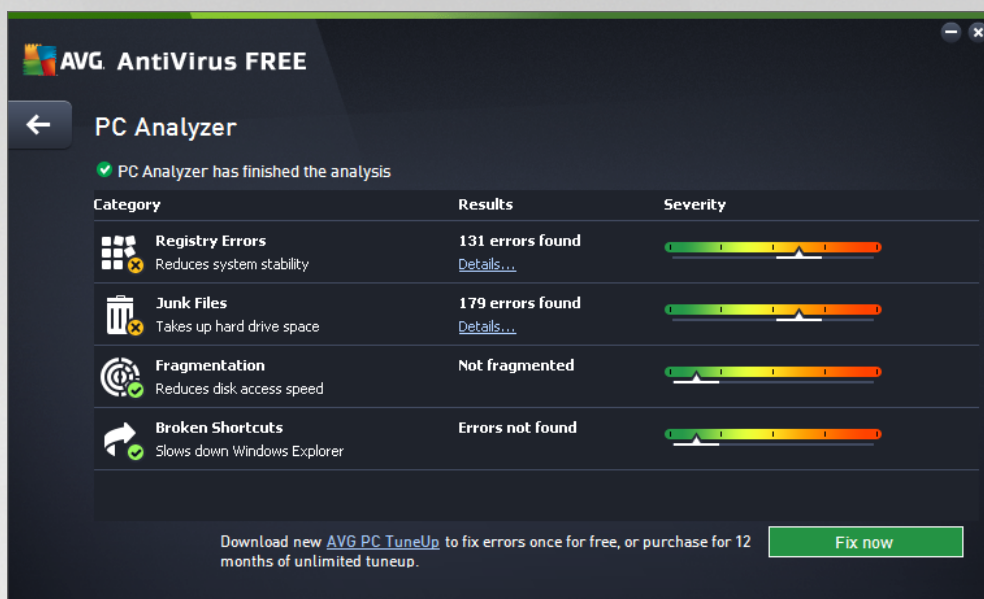 AVG. AntiVirus FREE
PC Analyzer
PC Analyzer has finished the analysis
Category Results Severity
Registry Errors 131 errors found
Reduces system stability Details...
Junk Files 179 errors found
Takes up hard drive space Details...
Fragmentation Not fragmented
Reduces disk access speed
Broken Shortcuts Errors not found
Slows down Windows Explorer
Download new AVG PC TuneUp to fix errors once for free, or purchase for 12
months of unlimited tuneup.
Fix now